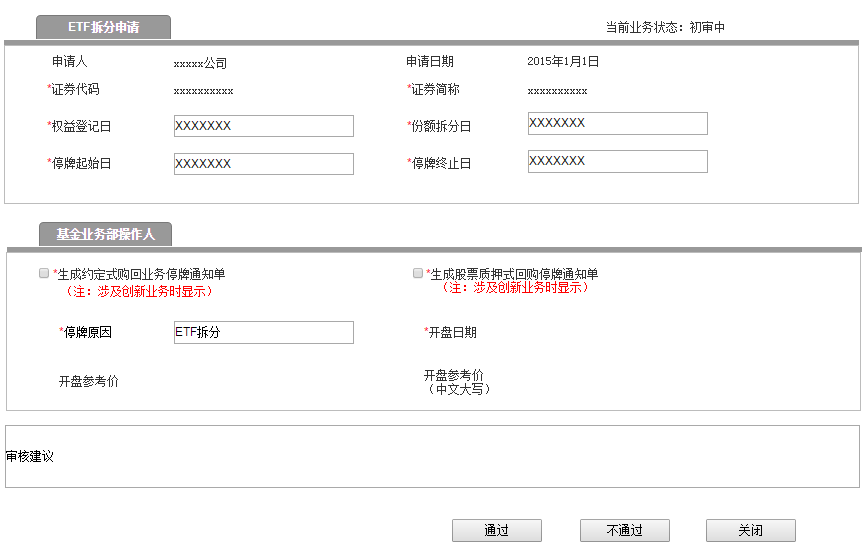 ETF拆分申请
当前业务状态：初审中
申请人 xxxxx公司 申请日期 2015年1月1日
*证券代码 xxxxxxxxxx *证券简称 xxxxxxxxxx
*权益登记日 XXXXXXX *份额拆分日 XXXXXXX
*停牌起始日 XXXXXXX *停牌终止日 XXXXXXX
基金业务部操作人
*生成约定式购回业务停牌通知单 *生成股票质押式回购停牌通知单
（注：涉及创新业务时显示） （注：涉及创新业务时显示）
*停牌原因 ETF拆分 *开盘日期
开盘参考价 开盘参考价
（中文大写）
审核建议
通过 不通过 关闭